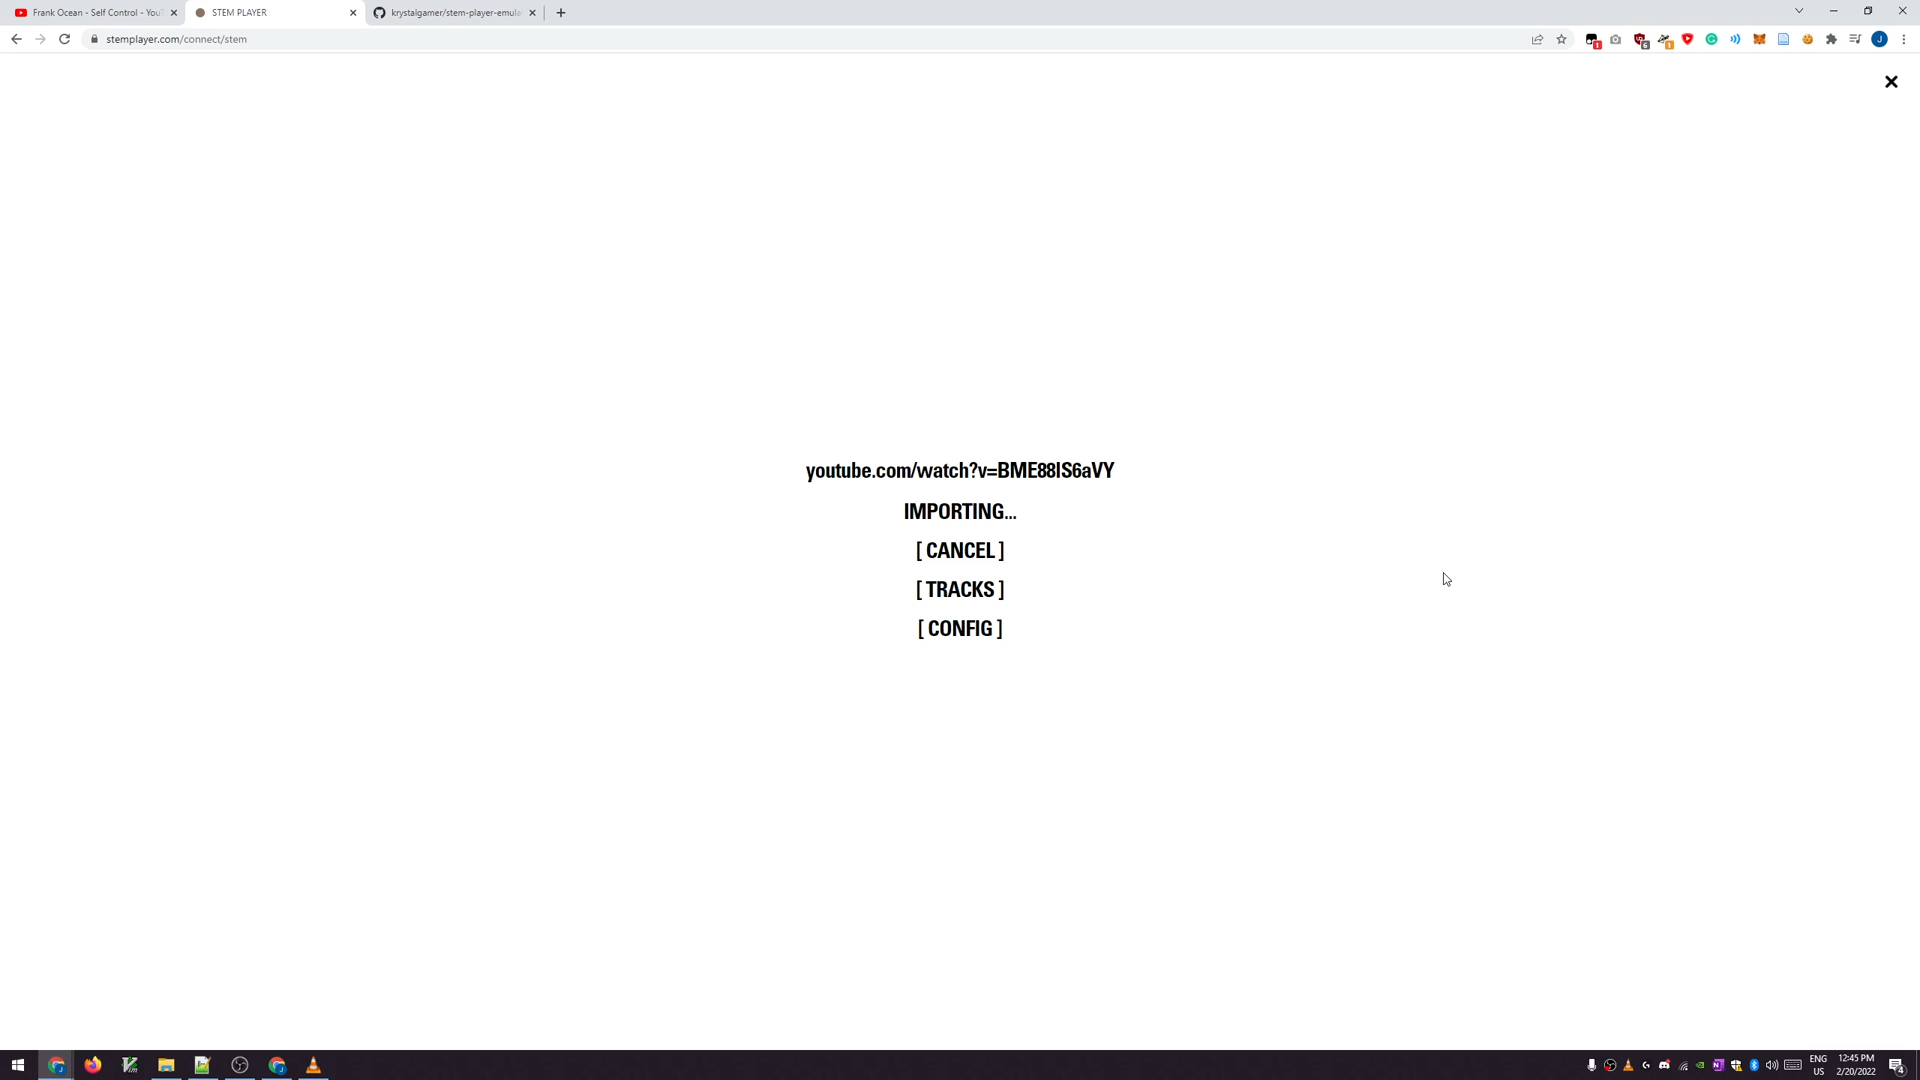 Frank Ocean - Self Control - You
STEM PLAYER
krystalgamer/stem-player-emula
stemplayer.com/connect/stem
youtube.com/watch?v=BME88lS6aVY
IMPORTING...
[ CANCEL ]
[ TRACKS ]
[ CONFIG ]
ENG
US
12:45 PM
2/20/2022